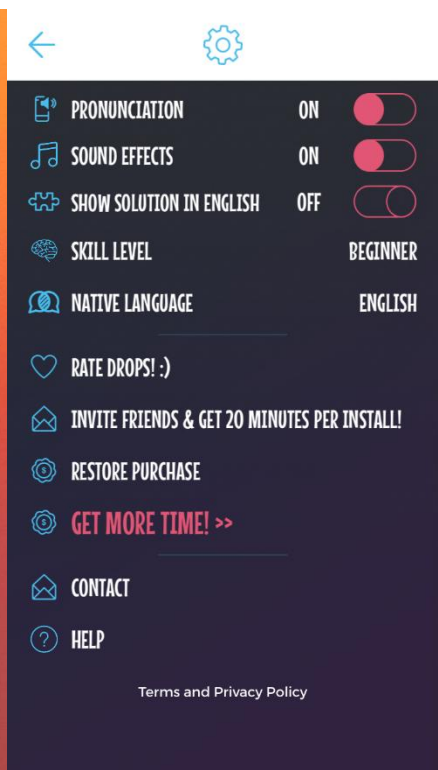 PRONUNCIATION ON
SOUND EFFECTS ON
SHOW SOLUTION IN ENGLISH OFF
SKILL LEVEL BEGINNER
NATIVE LANGUAGE ENGLISH
RATE DROPS! :)
INVITE FRIENDS & GET 20 MINUTES PER INSTALL!
RESTORE PURCHASE
GET MORE TIME! >>
CONTACT
HELP
Terms and Privacy Policy